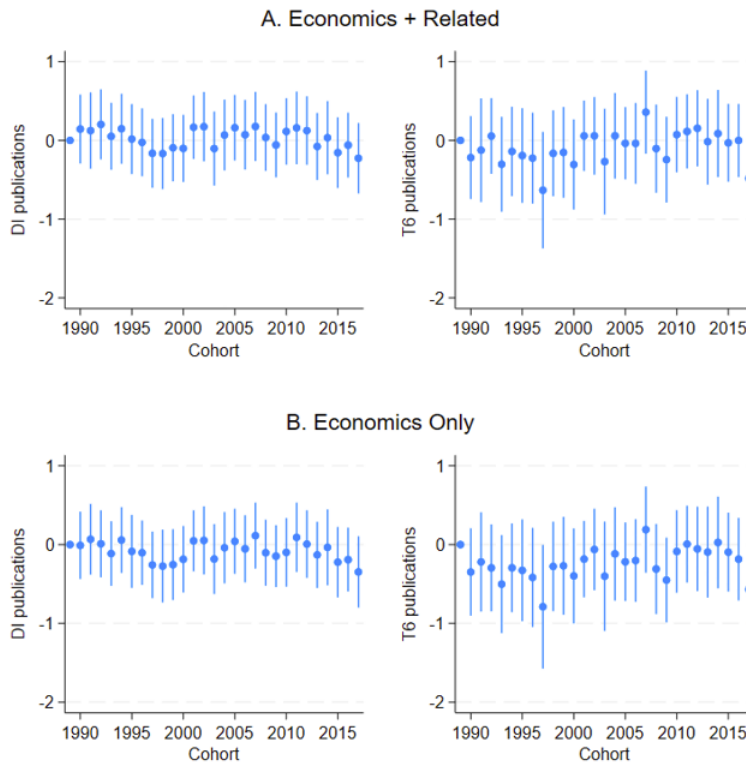 A. Economics + Related
DI publications
1
0
-1
-2
1990 1995 2000 2005 2010 2015
Cohort
T6 publications
1
0
-1
-2
1990 1995 2000 2005 2010 2015
Cohort
B. Economics Only
DI publications
1
0
-1
-2
1990 1995 2000 2005 2010 2015
Cohort
T6 publications
1
0
-1
-2
1990 1995 2000 2005 2010 2015
Cohort